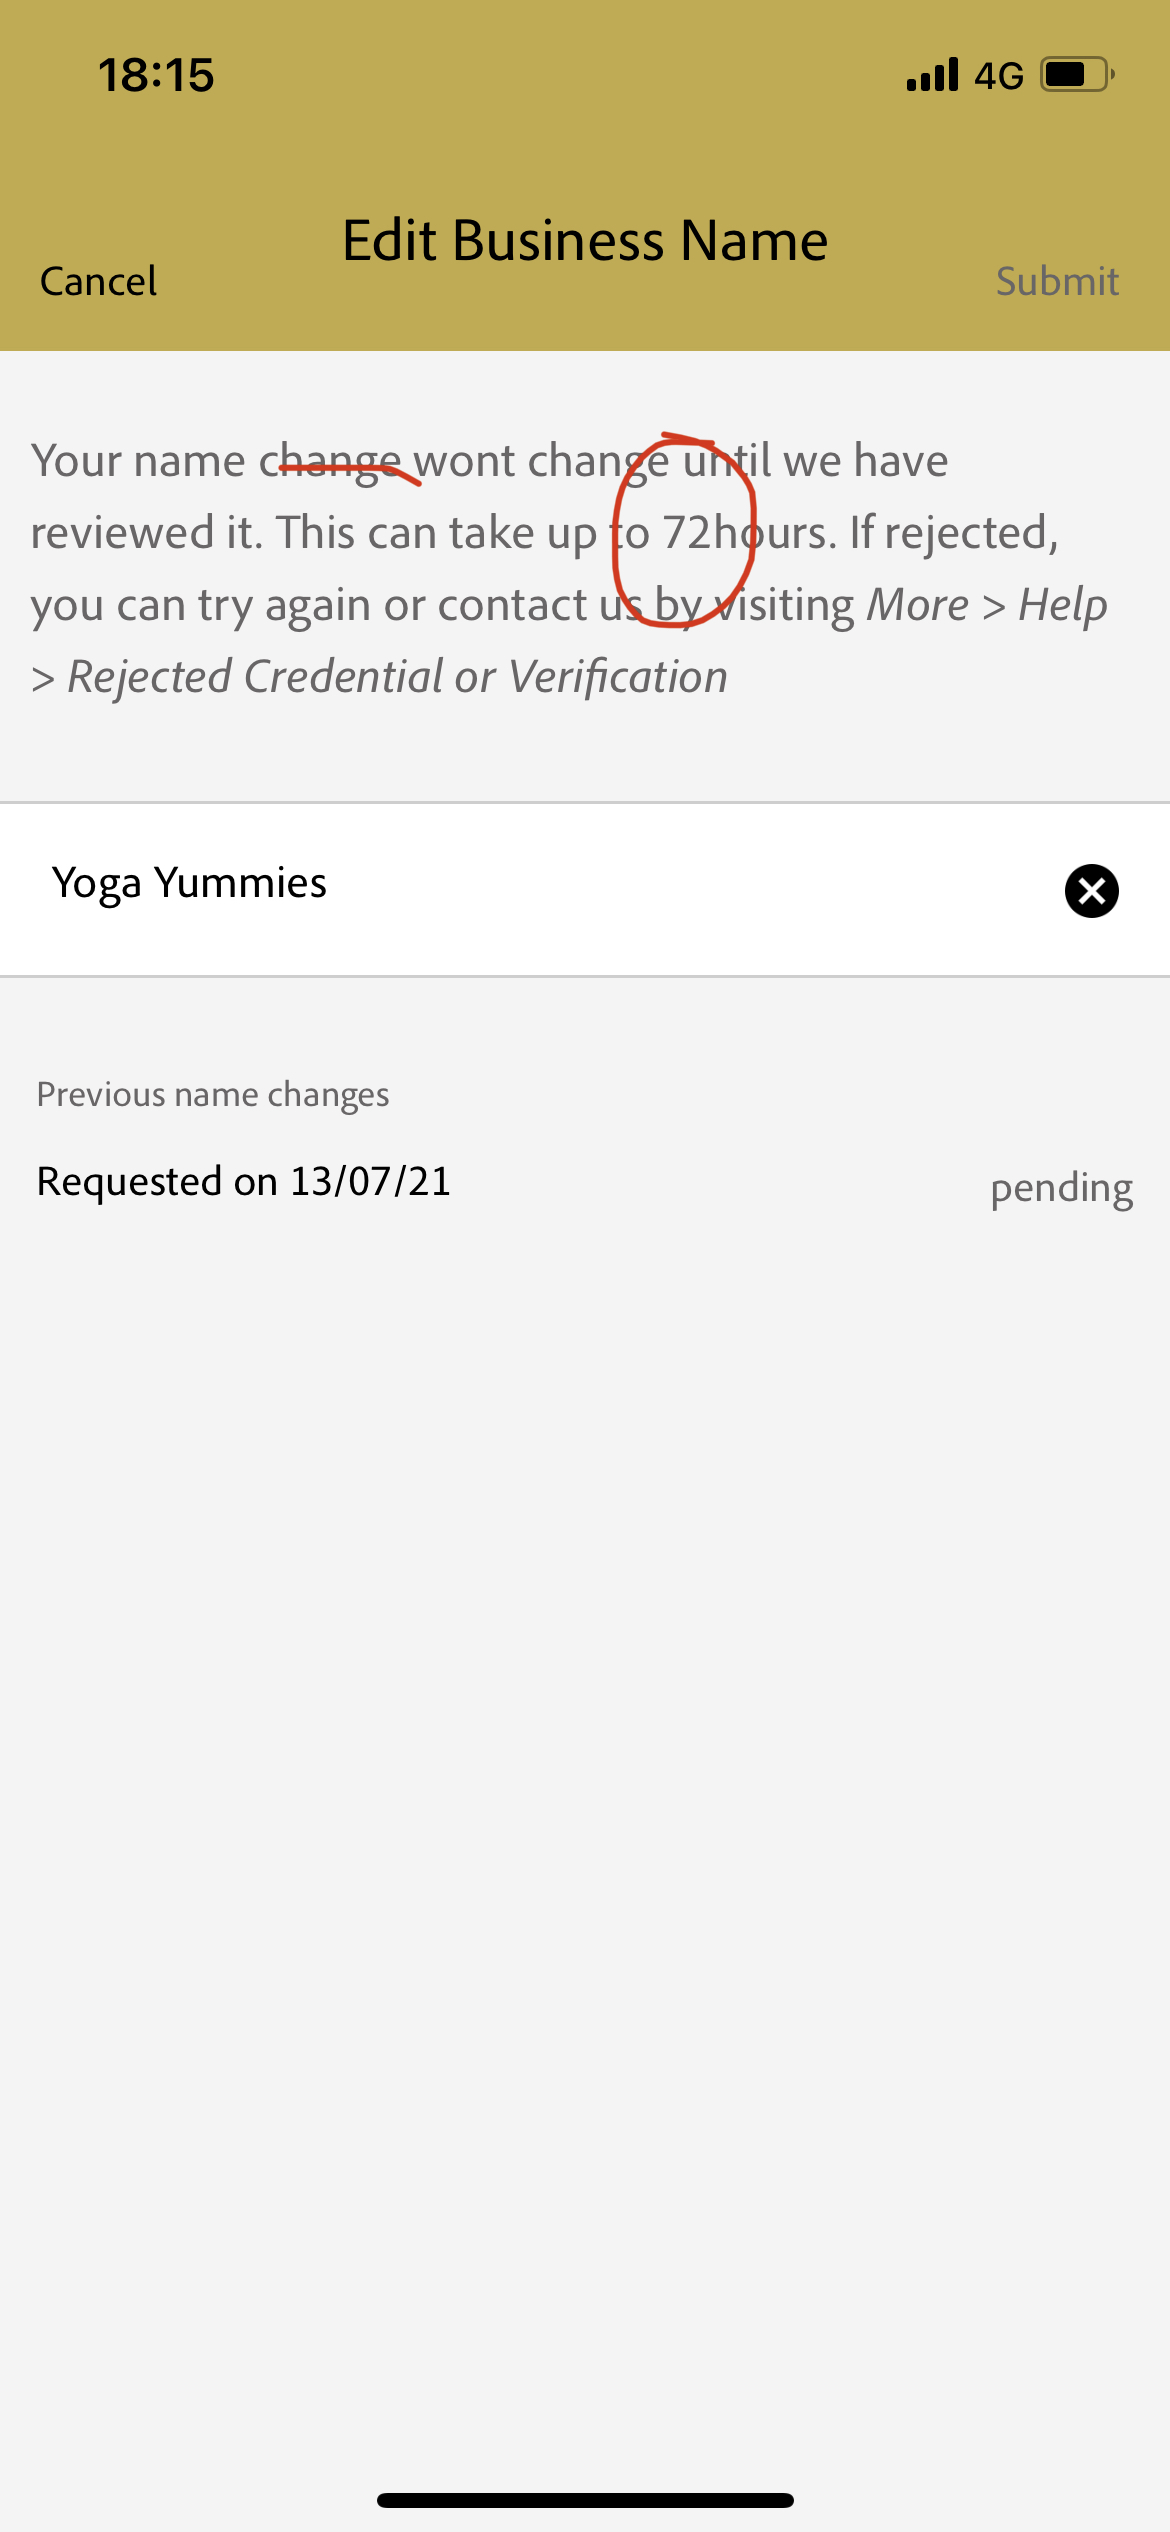 18:15
4G
Edit Business Name
Cancel
Submit
Your name change wont change until we have
reviewed it. This can take up to 72hours. If rejected,
you can try again or contact us by visiting More > Help
> Rejected Credential or Verification
Yoga Yummies
Previous name changes
Requested on 13/07/21
pending